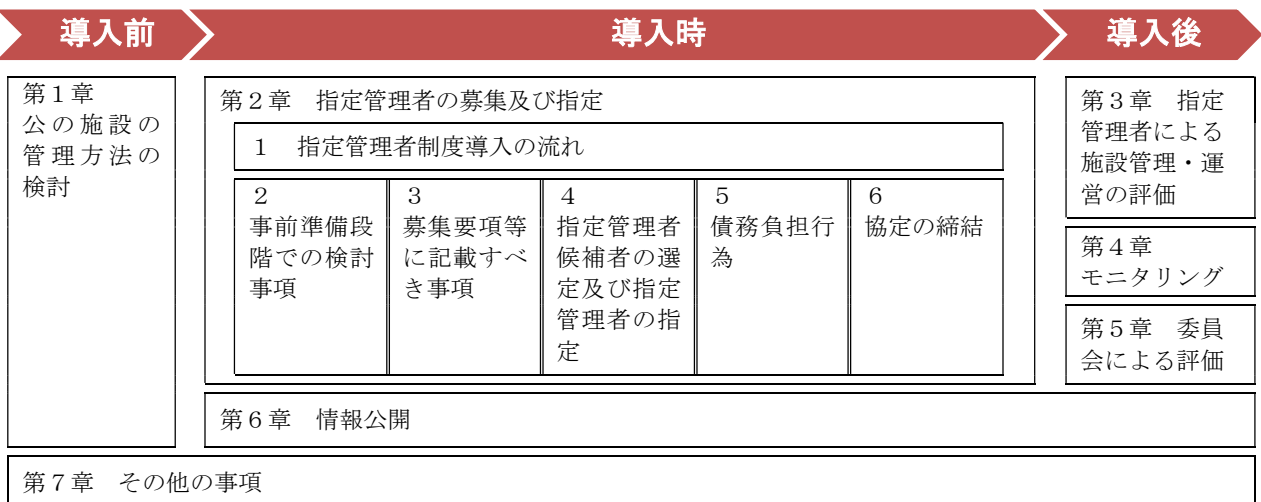 導入前
導入時
導入後
第１章
公の施設の
管理方法の
検討
第２章　指定管理者の募集及び指定
１　指定管理者制度導入の流れ
２
事前準備段
階での検討
事項
３
募集要項等
に記載すべ
き事項
４
指定管理者
候補者の選
定及び指定
管理者の指
定
５
債務負担行
為
６
協定の締結
第３章　指定
管理者による
施設管理・運
営の評価
第４章
モニタリング
第５章　委員
会による評価
第６章　情報公開
第７章　その他の事項